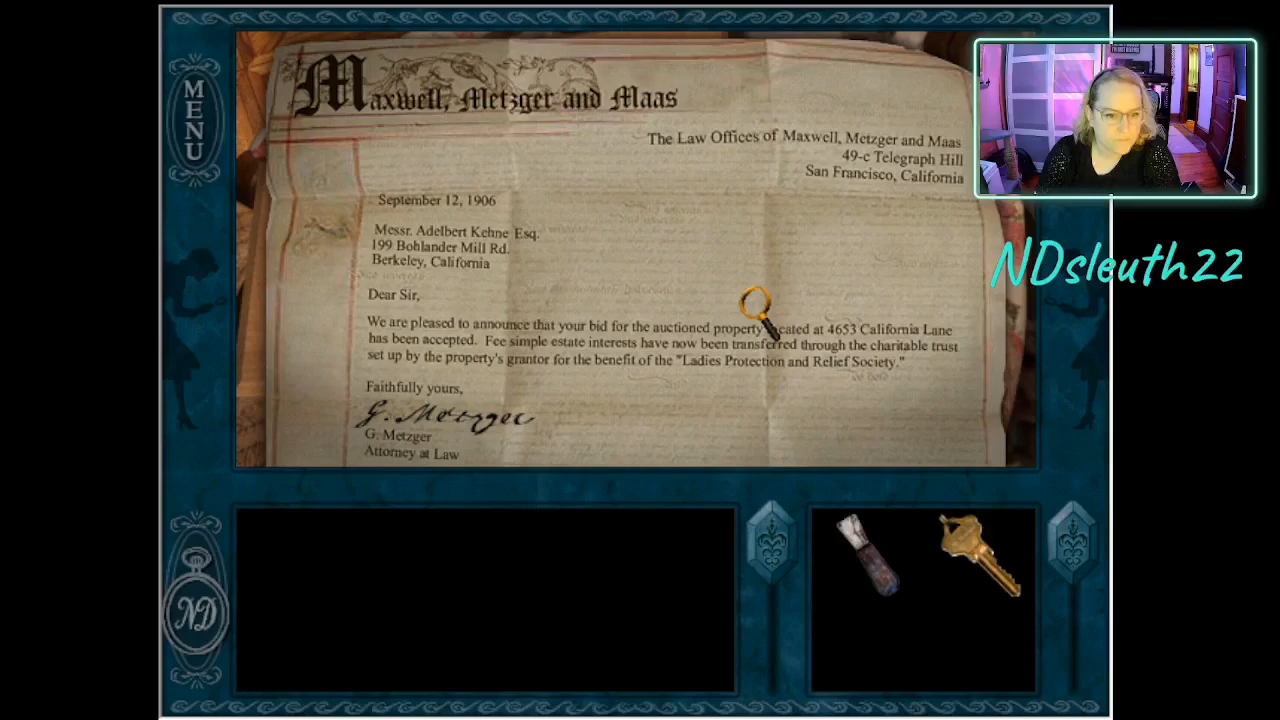 MENU
Maxwell, Metzger and Maas
The Law Offices of Maxwell, Metzger and Maas
49-c Telegraph Hill
San Francisco, California
September 12, 1906
Messr. Adelbert Kehne Esq.
199 Bohlander Mill Rd.
Berkeley, California
Dear Sir,
We are pleased to announce that your bid for the auctioned property located at 4653 California Lane
has been accepted. Fee simple estate interests have now been transferred through the charitable trust
set up by the property's grantor for the benefit of the "Ladies Protection and Relief Society."
Faithfully yours,
G. Metzger
G. Metzger
Attorney at Law
NDsleuth22
ND